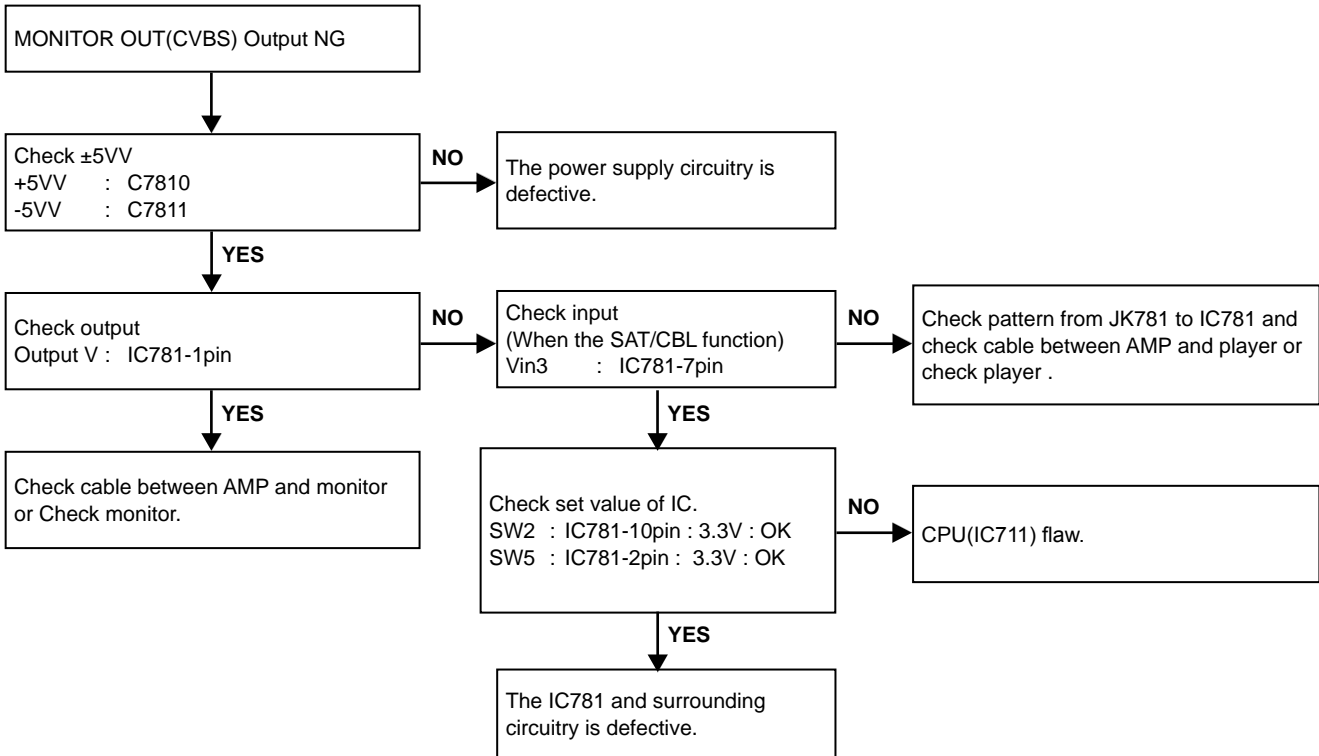 MONITOR OUT(CVBS) Output NG
Check ±5VV
+5VV : C7810
-5VV : C7811
NO
The power supply circuitry is
defective.
YES
Check output
Output V : IC781-1pin
NO
Check input
(When the SAT/CBL function)
Vin3 : IC781-7pin
NO
Check pattern from JK781 to IC781 and
check cable between AMP and player or
check player .
YES
Check cable between AMP and monitor
or Check monitor.
YES
Check set value of IC.
SW2 : IC781-10pin : 3.3V : OK
SW5 : IC781-2pin : 3.3V : OK
NO
CPU(IC711) flaw.
YES
The IC781 and surrounding
circuitry is defective.